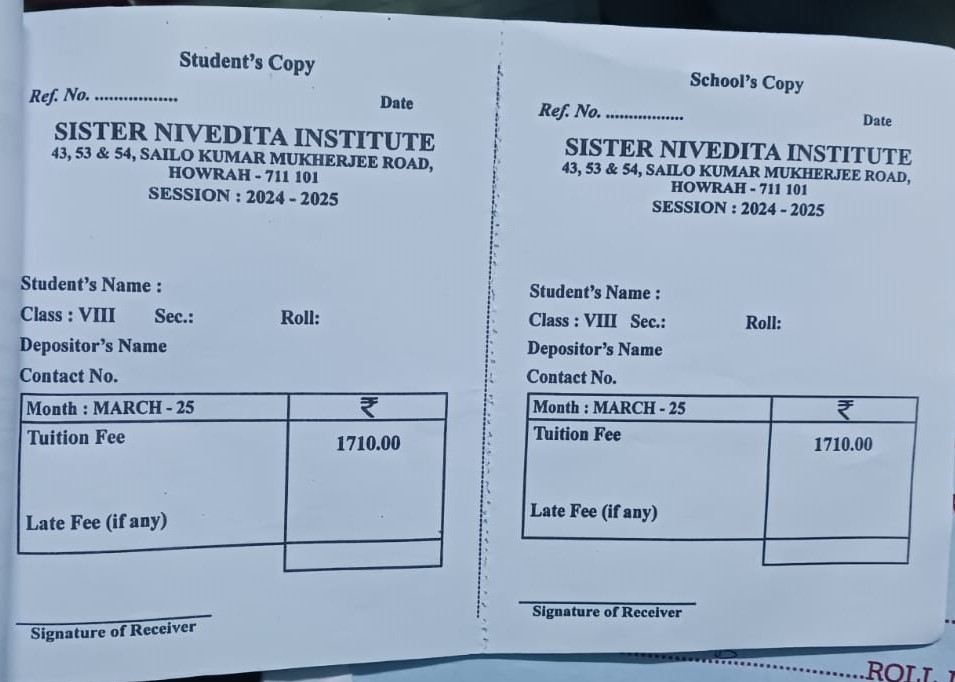 Student's Copy
Ref. No. .................
Date
SISTER NIVEDITA INSTITUTE
43, 53 & 54, SAILO KUMAR MUKHERJEE ROAD,
HOWRAH - 711 101
SESSION : 2024 - 2025
Student's Name :
Class : VIII Sec.: Roll:
Depositor's Name
Contact No.
Month : MARCH - 25 ₹
Tuition Fee 1710.00
Late Fee (if any)
Signature of Receiver
School's Copy
Ref. No. .................
Date
SISTER NIVEDITA INSTITUTE
43, 53 & 54, SAILO KUMAR MUKHERJEE ROAD,
HOWRAH - 711 101
SESSION : 2024 - 2025
Student's Name :
Class : VIII Sec.: Roll:
Depositor's Name
Contact No.
Month : MARCH - 25 ₹
Tuition Fee 1710.00
Late Fee (if any)
Signature of Receiver
ROLL